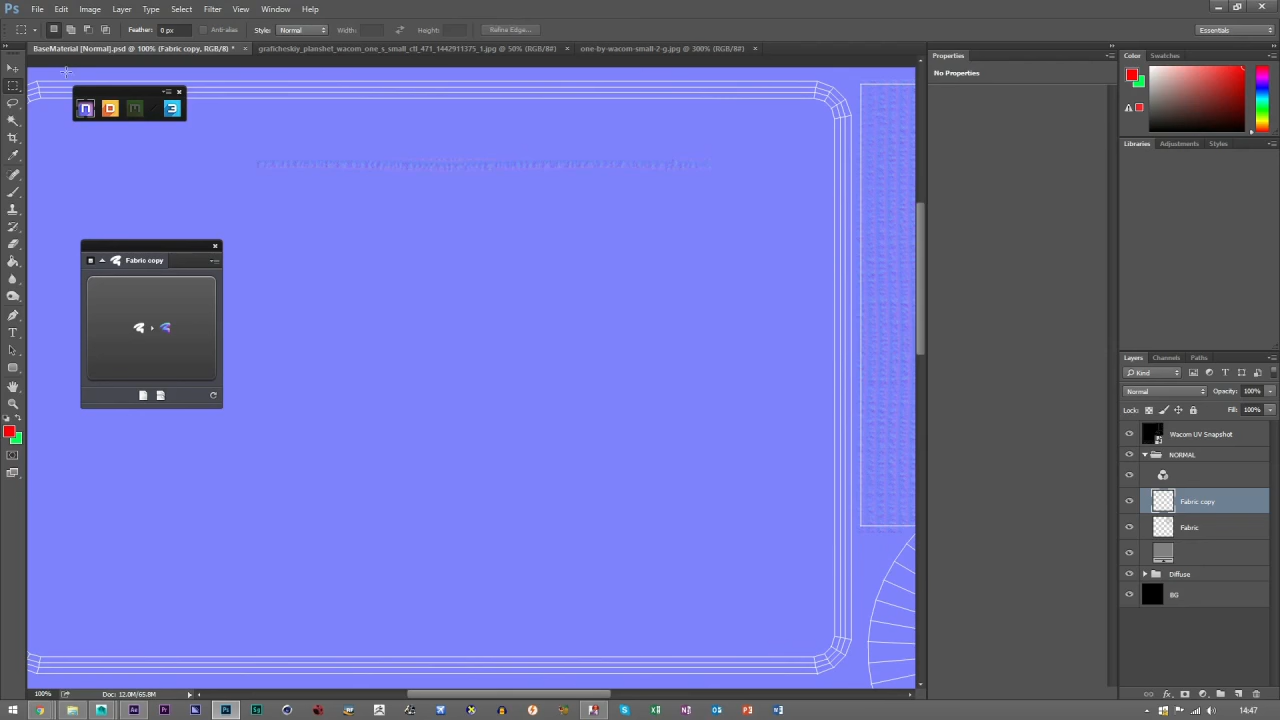 Ps File Edit Image Layer Type Select Filter 3D View Window Help
Feather: 0 px Anti-alias Style: Normal Width: Height: Refine Edge... Essentials
BaseMaterial [Normal].psd @ 100% (Fabric copy, RGB/8) * × graficheskiy_planshet_wacom_one_s_small_ctl_471_1442911375_1.jpg @ 50% (RGB/8#) × one-by-wacom-small-2-g.jpg @ 300% (RGB/8#) ×
Properties
No Properties
Color Swatches
Libraries Adjustments Styles
Fabric copy
Layers Channels Paths
Kind
Normal Opacity: 100%
Lock: Fill: 100%
Wacom UV Snapshot
NORMAL
Fabric copy
Fabric
Diffuse
BG
100% Doc: 12.0M/65.8M
14:47